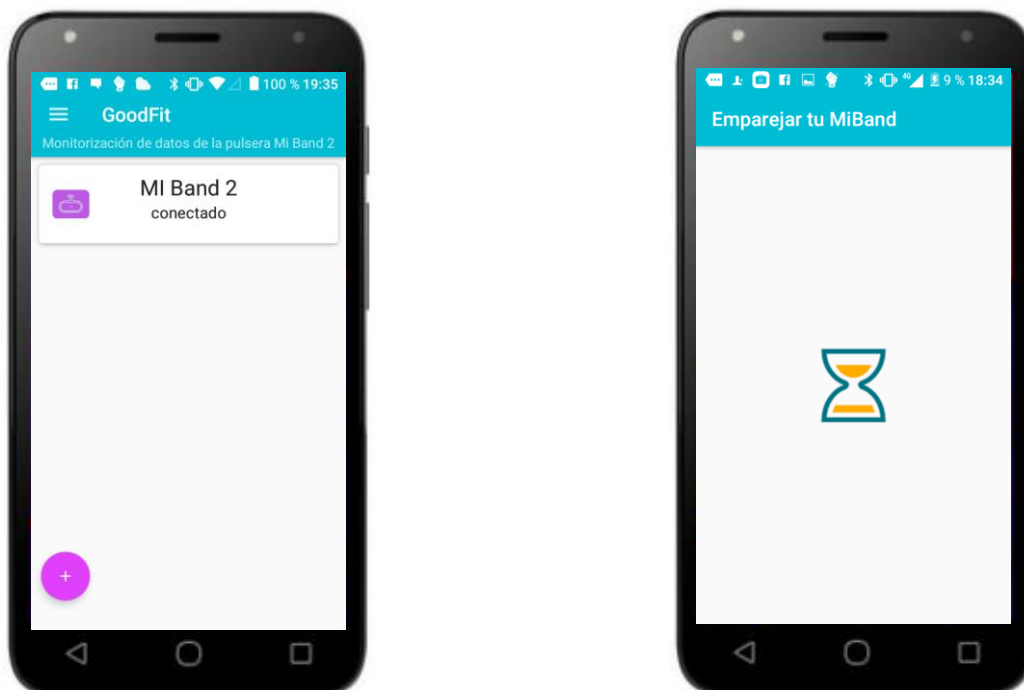 100 % 19:35
GoodFit
Monitorización de datos de la pulsera Mi Band 2
MI Band 2
conectado
+
4G 9 % 18:34
Emparejar tu MiBand